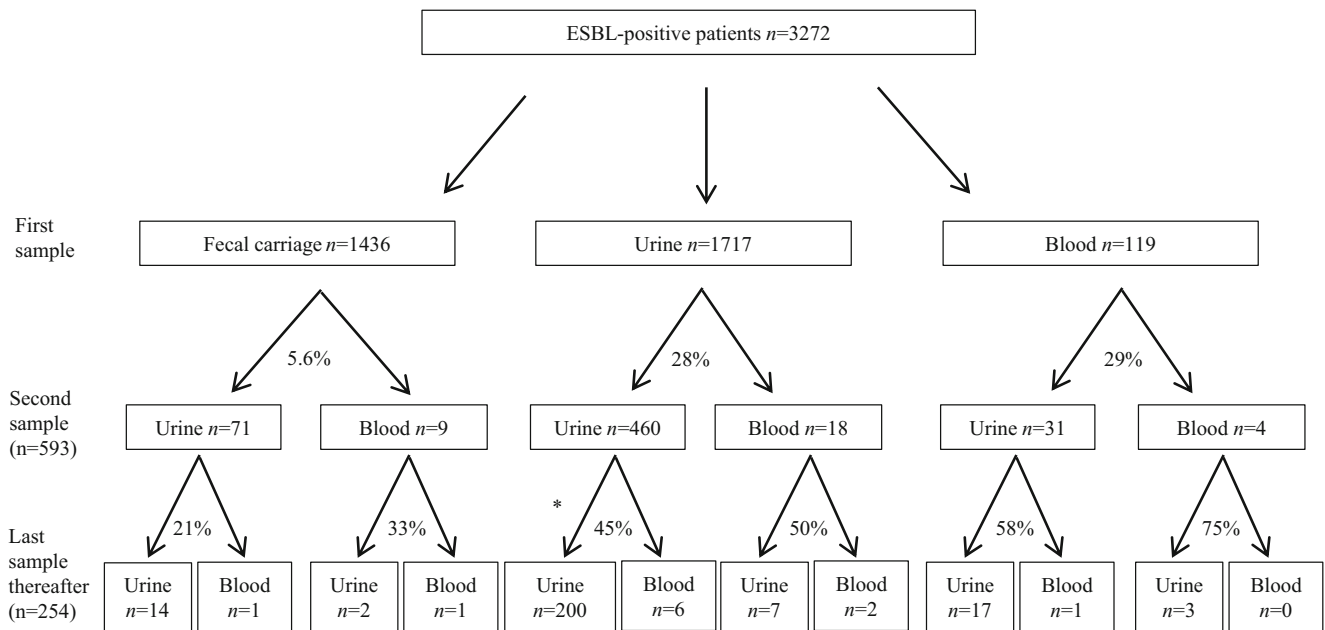 ESBL-positive patients n=3272
First
sample
Fecal carriage n=1436
Urine n=1717
Blood n=119
5.6%
28%
29%
Second
sample
(n=593)
Urine n=71
Blood n=9
Urine n=460
Blood n=18
Urine n=31
Blood n=4
*
21%
33%
45%
50%
58%
75%
Last
sample
thereafter
(n=254)
Urine
n=14
Blood
n=1
Urine
n=2
Blood
n=1
Urine
n=200
Blood
n=6
Urine
n=7
Blood
n=2
Urine
n=17
Blood
n=1
Urine
n=3
Blood
n=0